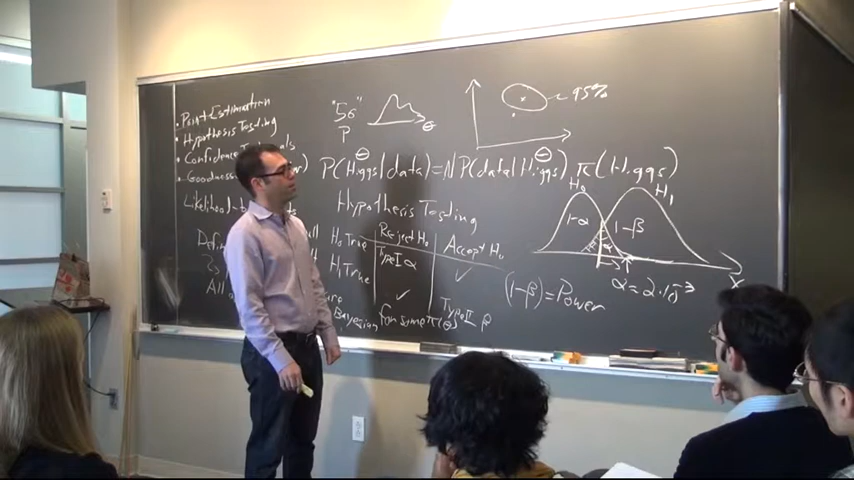 • Point Estimation
• Hypothesis Testing
• Confidence
• Goodness
Likelihood
"5σ"
P
θ
95%
P(Higgs|data) = N P(data|Higgs) π(Higgs)
Hypothesis Testing
Reject H₀ Accept H₀
H₀ True Type I α ✓
H₁ True ✓ Type II β
Bayesian for some π(θ)
H₀ H₁
1-α 1-β
α
X
α = 2·10⁻³
(1-β) = Power